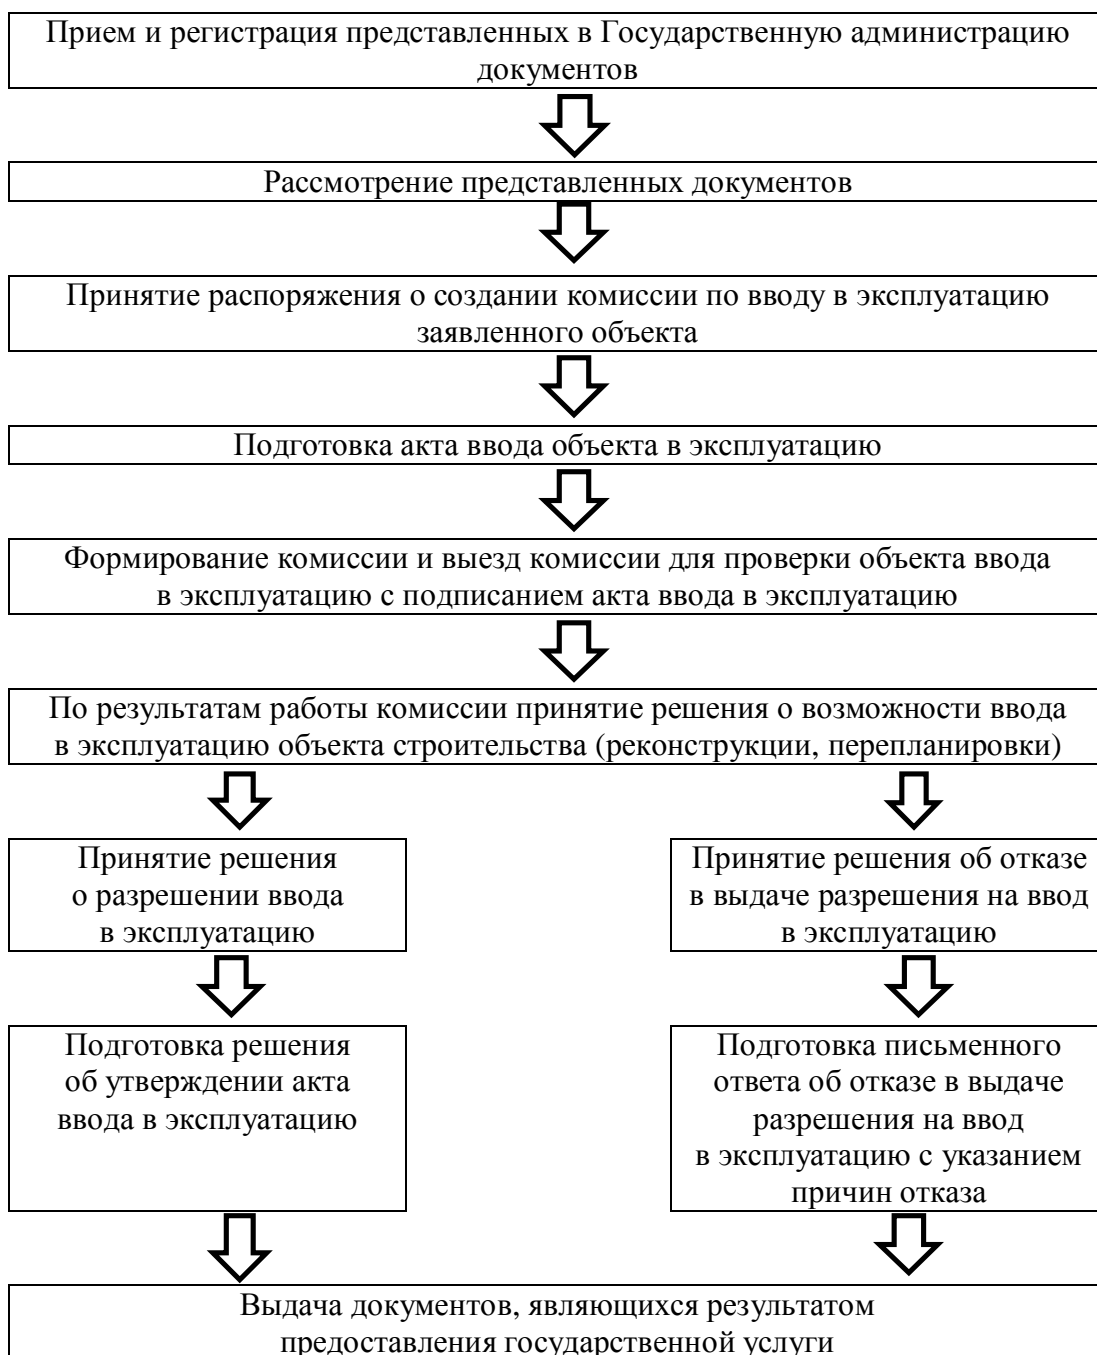 Прием и регистрация представленных в Государственную администрацию
документов
Рассмотрение представленных документов
Принятие распоряжения о создании комиссии по вводу в эксплуатацию
заявленного объекта
Подготовка акта ввода объекта в эксплуатацию
Формирование комиссии и выезд комиссии для проверки объекта ввода
в эксплуатацию с подписанием акта ввода в эксплуатацию
По результатам работы комиссии принятие решения о возможности ввода
в эксплуатацию объекта строительства (реконструкции, перепланировки)
Принятие решения
о разрешении ввода
в эксплуатацию
Принятие решения об отказе
в выдаче разрешения на ввод
в эксплуатацию
Подготовка решения
об утверждении акта
ввода в эксплуатацию
Подготовка письменного
ответа об отказе в выдаче
разрешения на ввод
в эксплуатацию с указанием
причин отказа
Выдача документов, являющихся результатом
предоставления государственной услуги